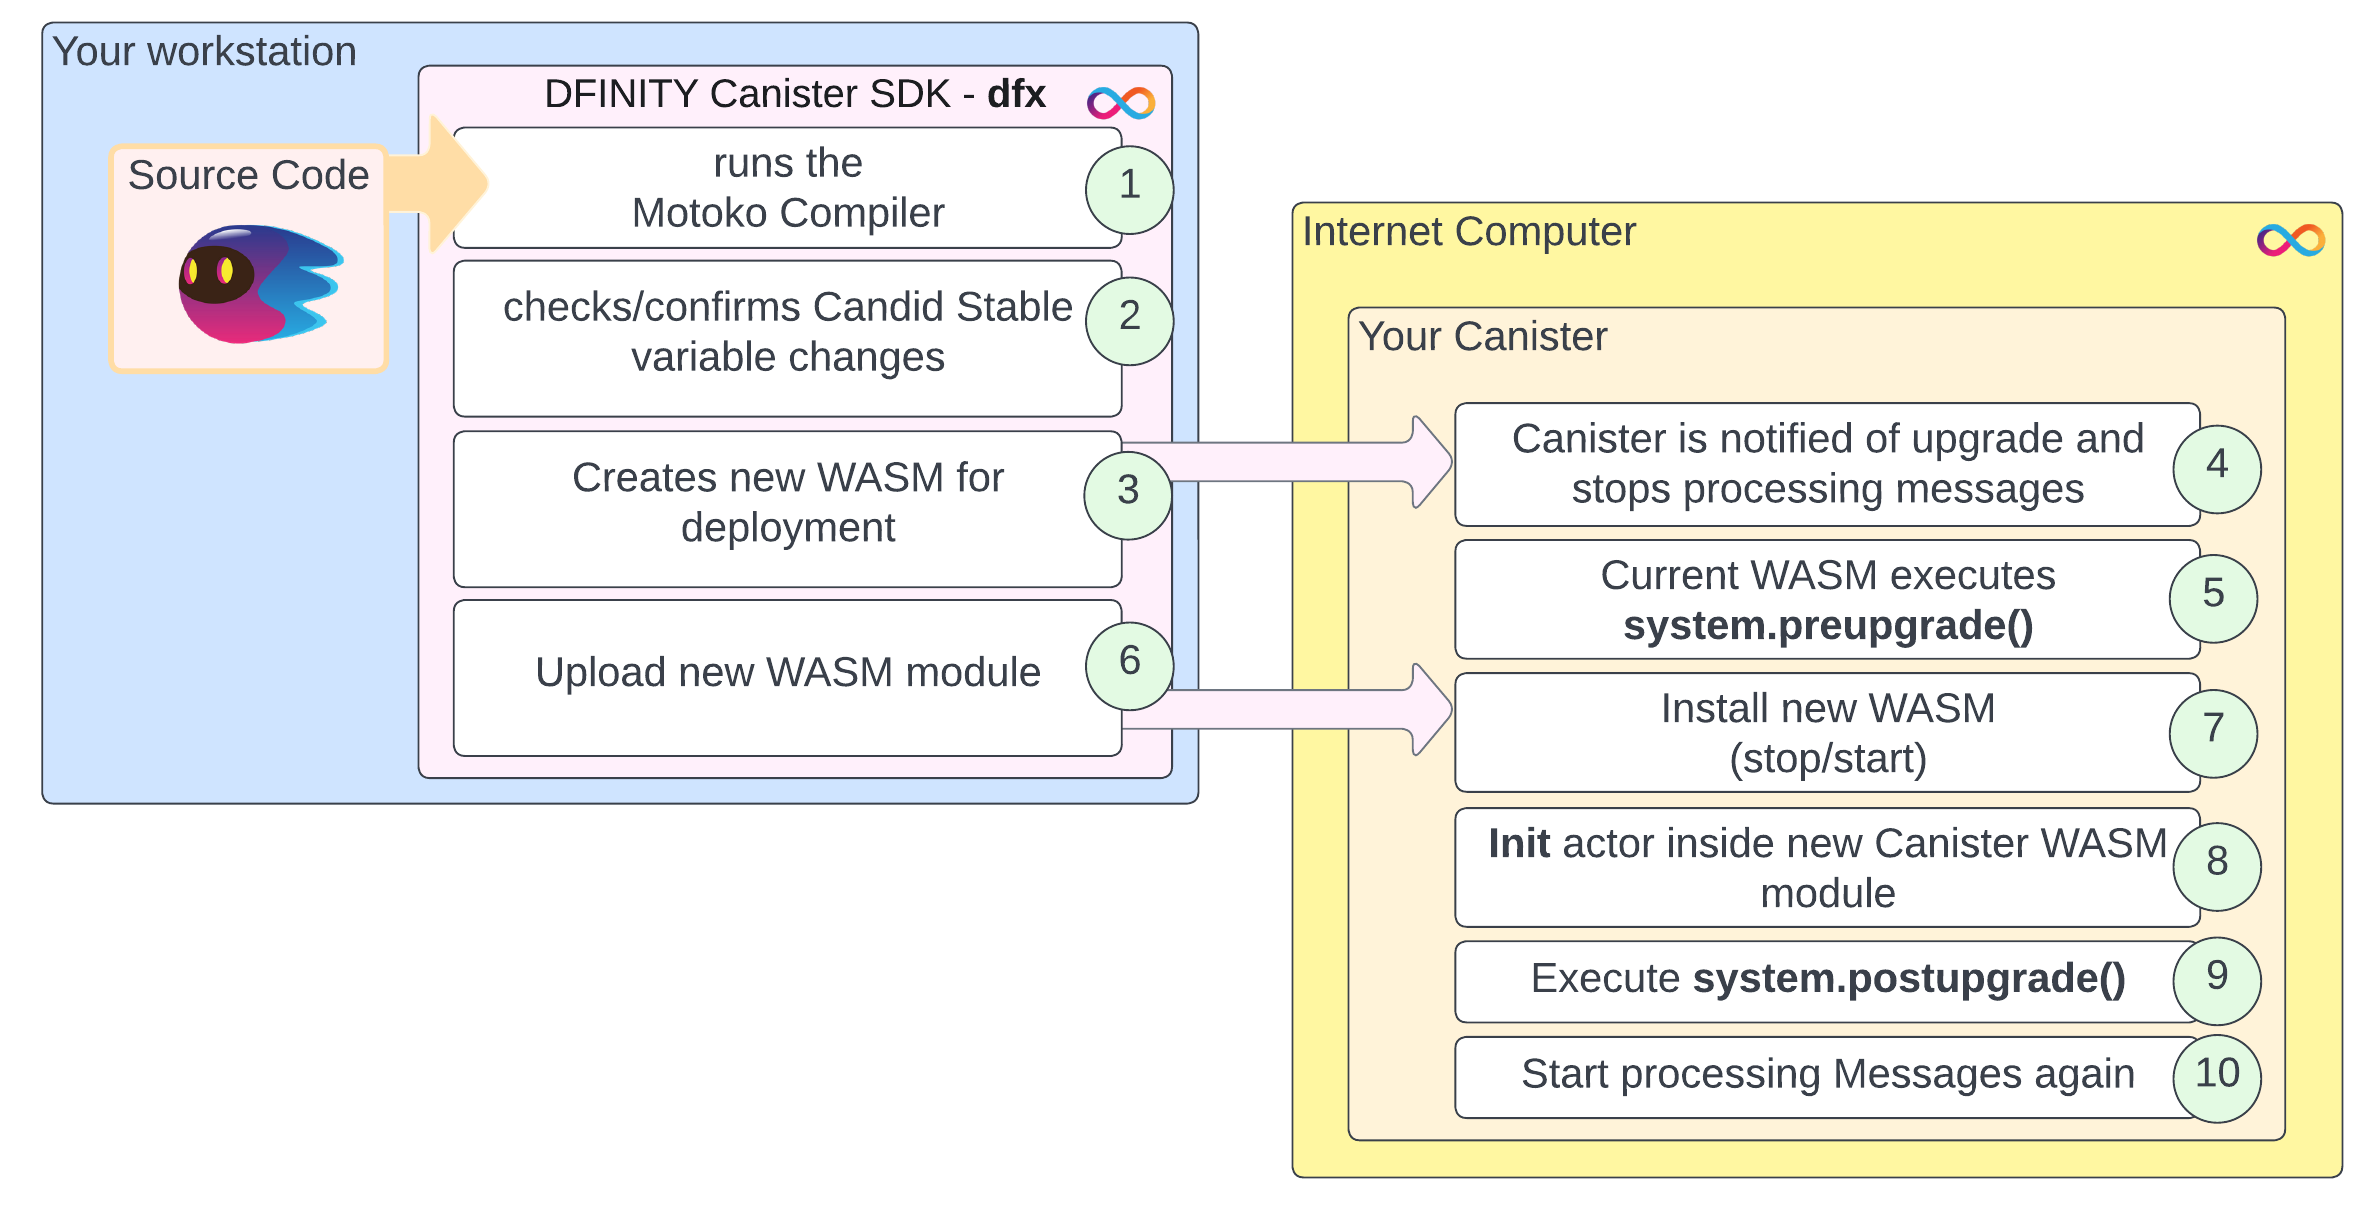 Your workstation
DFINITY Canister SDK - dfx
Source Code
runs the
Motoko Compiler
1
checks/confirms Candid Stable
variable changes
2
Creates new WASM for
deployment
3
Upload new WASM module
6
Internet Computer
Your Canister
Canister is notified of upgrade and
stops processing messages
4
Current WASM executes
system.preupgrade()
5
Install new WASM
(stop/start)
7
Init actor inside new Canister WASM
module
8
Execute system.postupgrade()
9
Start processing Messages again
10